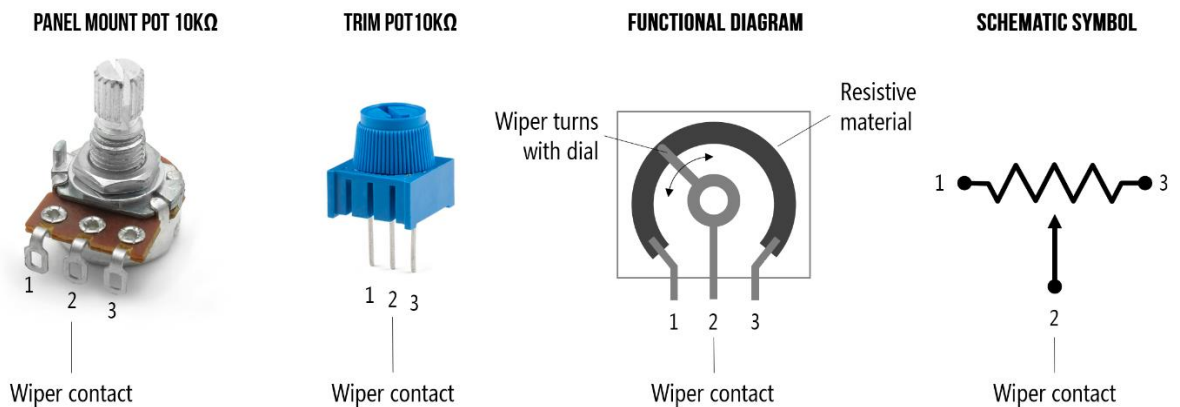 PANEL MOUNT POT 10KΩ
TRIM POT10KΩ
FUNCTIONAL DIAGRAM
SCHEMATIC SYMBOL
Wiper turns
with dial
Resistive
material
1
2
3
Wiper contact
1 2 3
Wiper contact
1 2 3
Wiper contact
1
3
2
Wiper contact